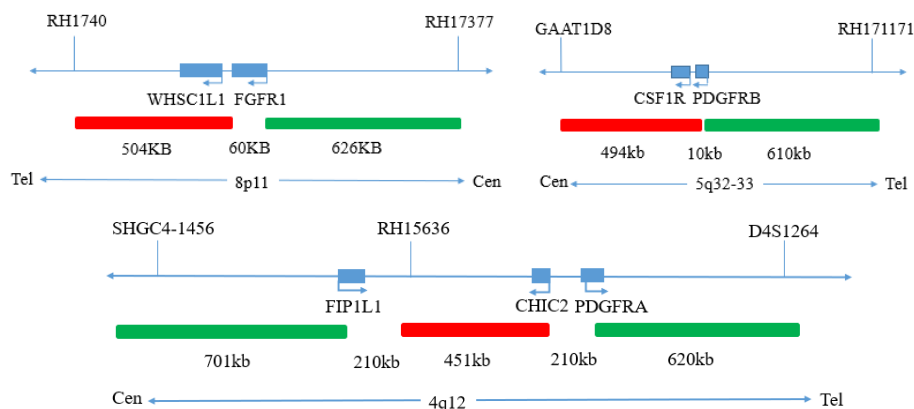 RH1740
RH17377
WHSC1L1 FGFR1
504KB 60KB 626KB
Tel 8p11 Cen
GAAT1D8
RH171171
CSF1R PDGFRB
494kb 10kb 610kb
Cen 5q32-33 Tel
SHGC4-1456
RH15636
D4S1264
FIP1L1 CHIC2 PDGFRA
701kb 210kb 451kb 210kb 620kb
Cen 4q12 Tel